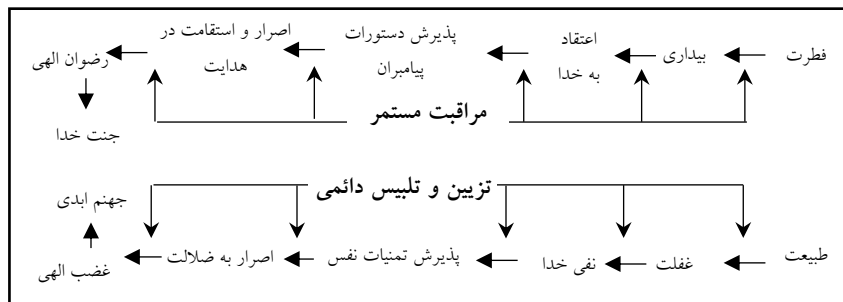 فطرت
بیداری
اعتقاد
به خدا
پذیرش دستورات
پیامبران
اصرار و استقامت در
هدایت
رضوان الهی
جنت خدا
مراقبت مستمر
تزیین و تلبیس دائمی
طبیعت
غفلت
نفی خدا
پذیرش تمنیات نفس
اصرار به ضلالت
غضب الهی
جهنم ابدی